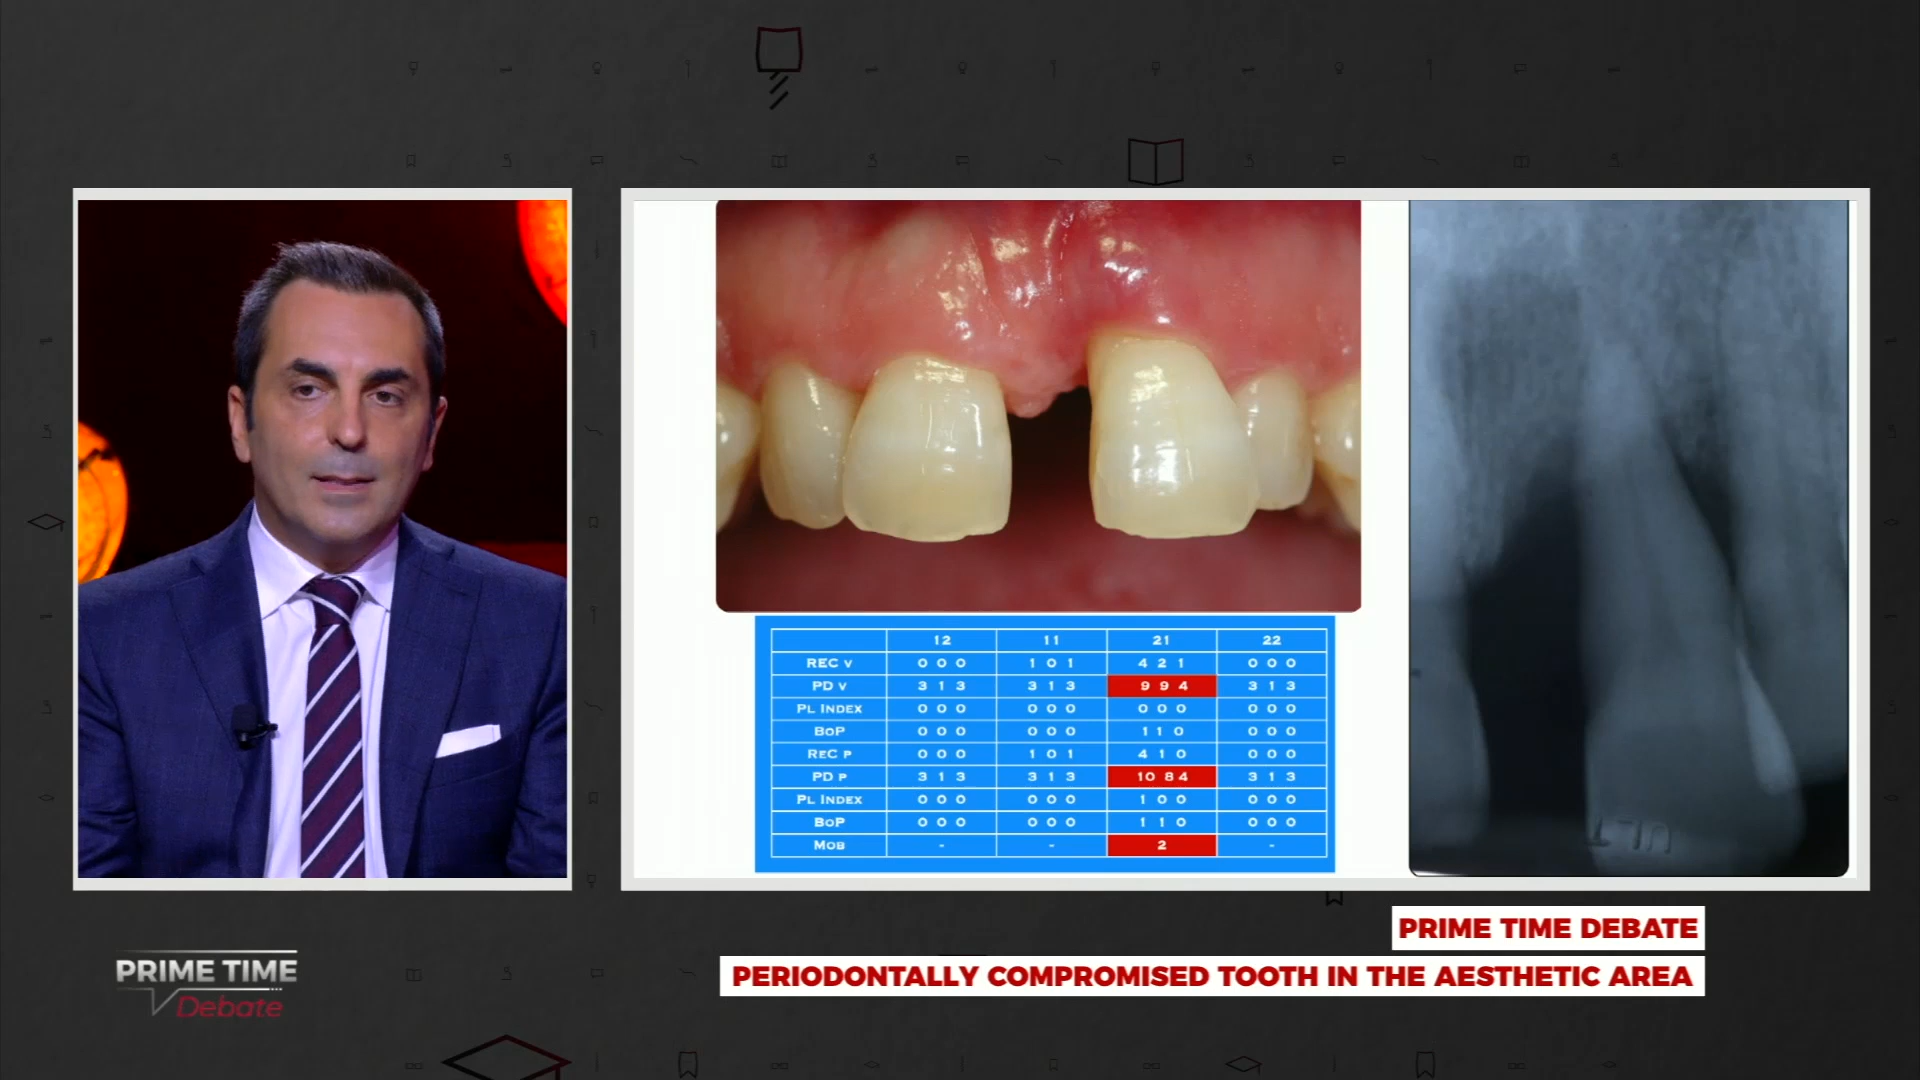 12 11 21 22
REC V 0 0 0 1 0 1 4 2 1 0 0 0
PD V 3 1 3 3 1 3 9 9 4 3 1 3
PL INDEX 0 0 0 0 0 0 0 0 0 0 0 0
BOP 0 0 0 0 0 0 1 1 0 0 0 0
REC P 0 0 0 1 0 1 4 1 0 0 0 0
PD P 3 1 3 3 1 3 10 8 4 3 1 3
PL INDEX 0 0 0 0 0 0 1 0 0 0 0 0
BOP 0 0 0 0 0 0 1 1 0 0 0 0
MOB - - 2 -
PRIME TIME DEBATE
PERIODONTALLY COMPROMISED TOOTH IN THE AESTHETIC AREA
PRIME TIME
Debate